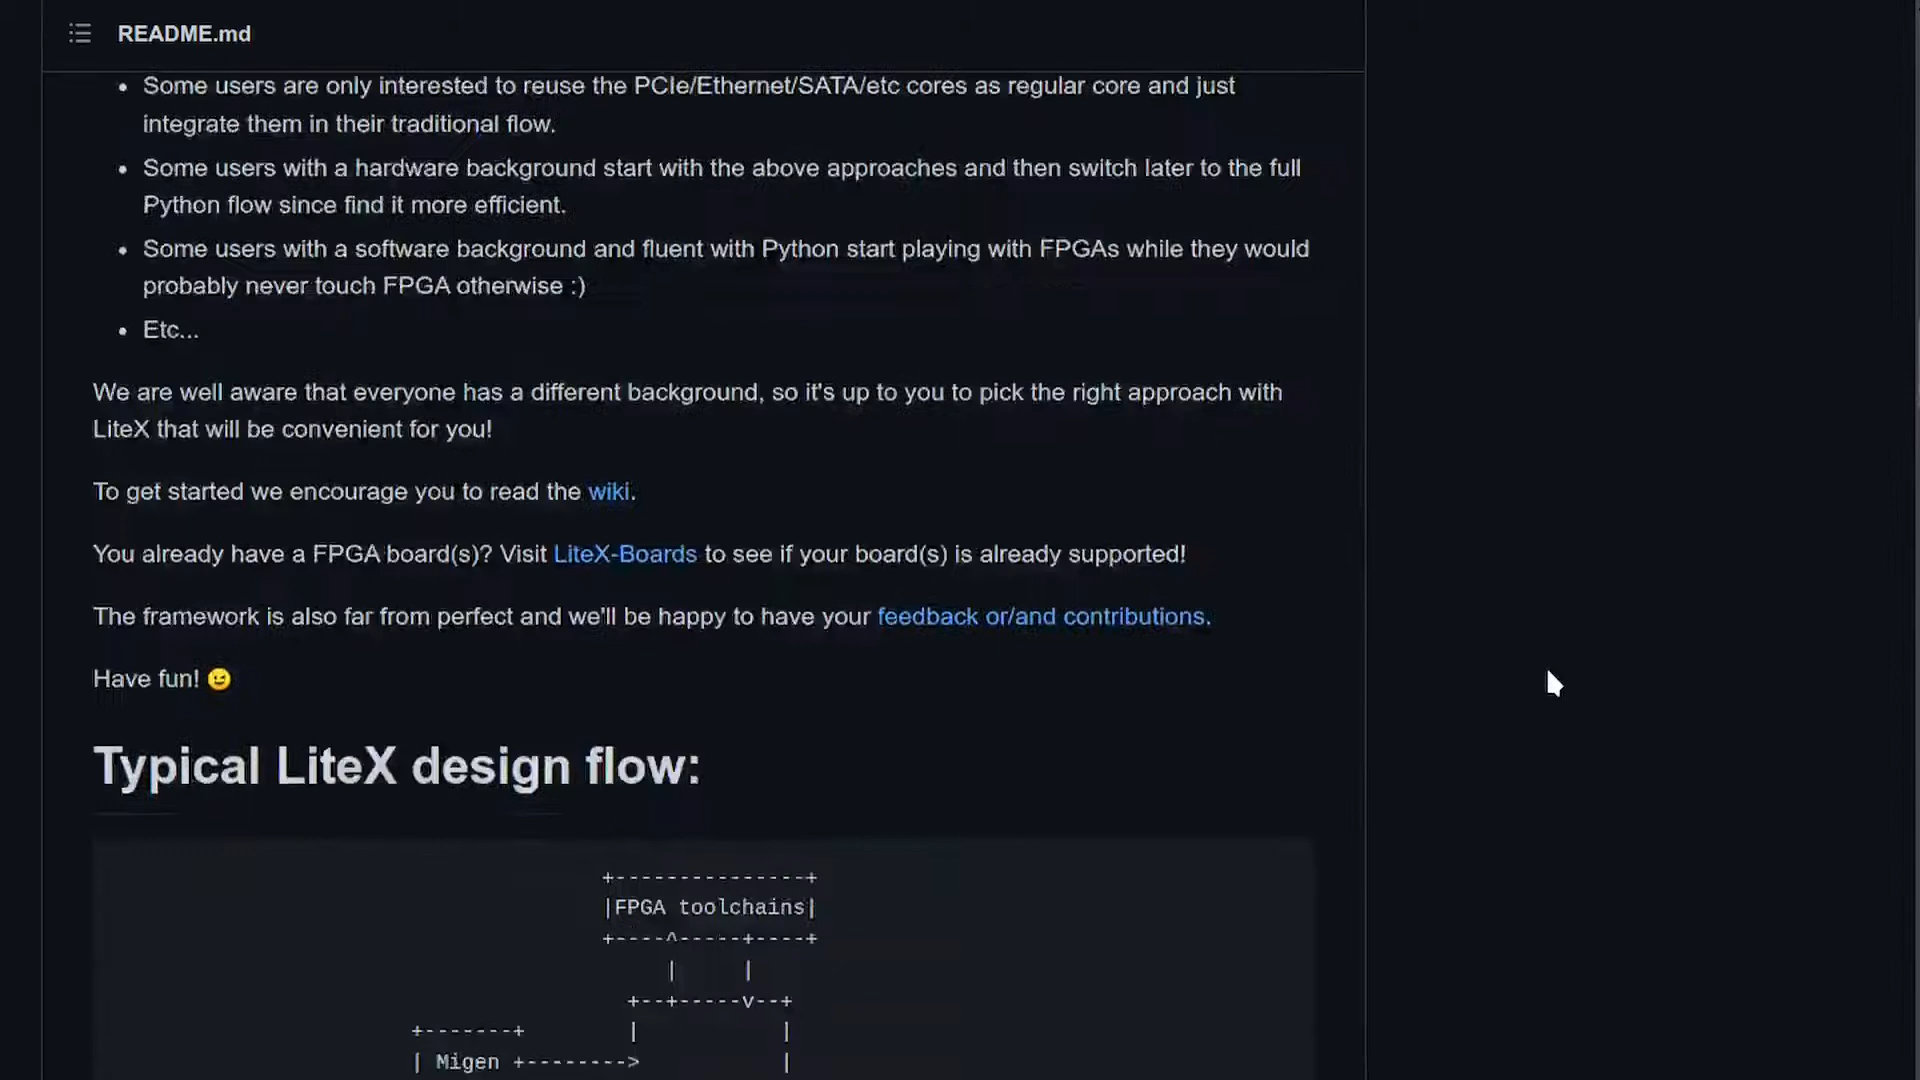 README.md
• Some users are only interested to reuse the PCIe/Ethernet/SATA/etc cores as regular core and just
integrate them in their traditional flow.
• Some users with a hardware background start with the above approaches and then switch later to the full
Python flow since find it more efficient.
• Some users with a software background and fluent with Python start playing with FPGAs while they would
probably never touch FPGA otherwise :)
• Etc...
We are well aware that everyone has a different background, so it's up to you to pick the right approach with
LiteX that will be convenient for you!
To get started we encourage you to read the wiki.
You already have a FPGA board(s)? Visit LiteX-Boards to see if your board(s) is already supported!
The framework is also far from perfect and we'll be happy to have your feedback or/and contributions.
Have fun! 😉
Typical LiteX design flow:
+---------------+
|FPGA toolchains|
+----^-----+----+
|     |
+--+-----v--+
+-------+        |           |
| Migen +-------->           |